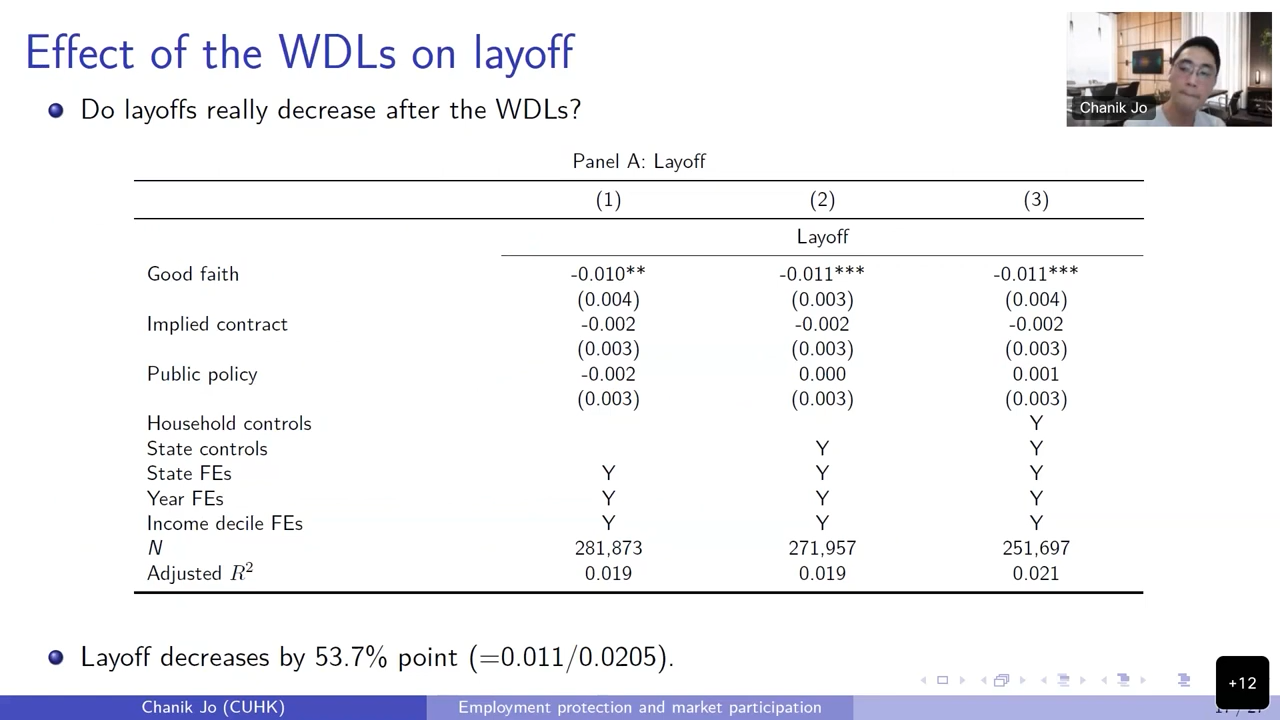 Effect of the WDLs on layoff
Chanik Jo
Do layoffs really decrease after the WDLs?
Panel A: Layoff
(1) (2) (3)
Layoff
Good faith -0.010** -0.011*** -0.011***
(0.004) (0.003) (0.004)
Implied contract -0.002 -0.002 -0.002
(0.003) (0.003) (0.003)
Public policy -0.002 0.000 0.001
(0.003) (0.003) (0.003)
Household controls Y
State controls Y Y
State FEs Y Y Y
Year FEs Y Y Y
Income decile FEs Y Y Y
N 281,873 271,957 251,697
Adjusted R² 0.019 0.019 0.021
Layoff decreases by 53.7% point (=0.011/0.0205).
+12
Chanik Jo (CUHK) Employment protection and market participation